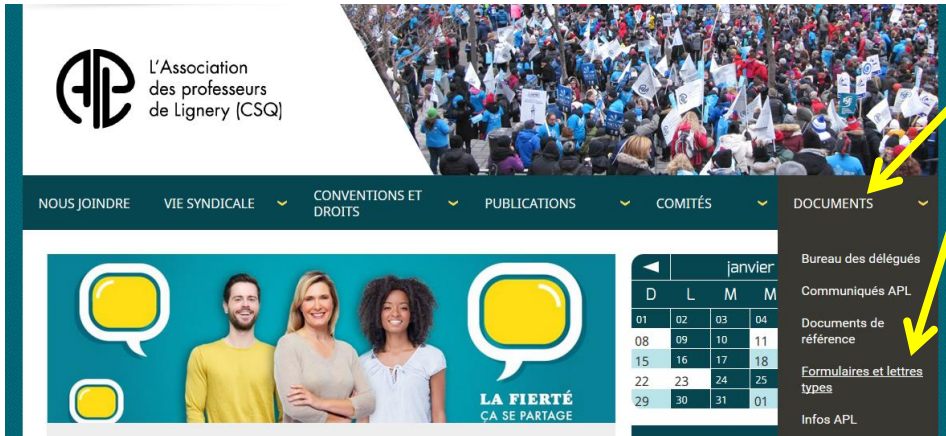 APL
L'Association
des professeurs
de Lignery (CSQ)
NOUS JOINDRE
VIE SYNDICALE
CONVENTIONS ET
DROITS
PUBLICATIONS
COMITÉS
DOCUMENTS
LA FIERTÉ
ÇA SE PARTAGE
janvier
D L M M
01 02 03 04
08 09 10 11
15 16 17 18
22 23 24 25
29 30 31 01
Bureau des délégués
Communiqués APL
Documents de
référence
Formulaires et lettres
types
Infos APL